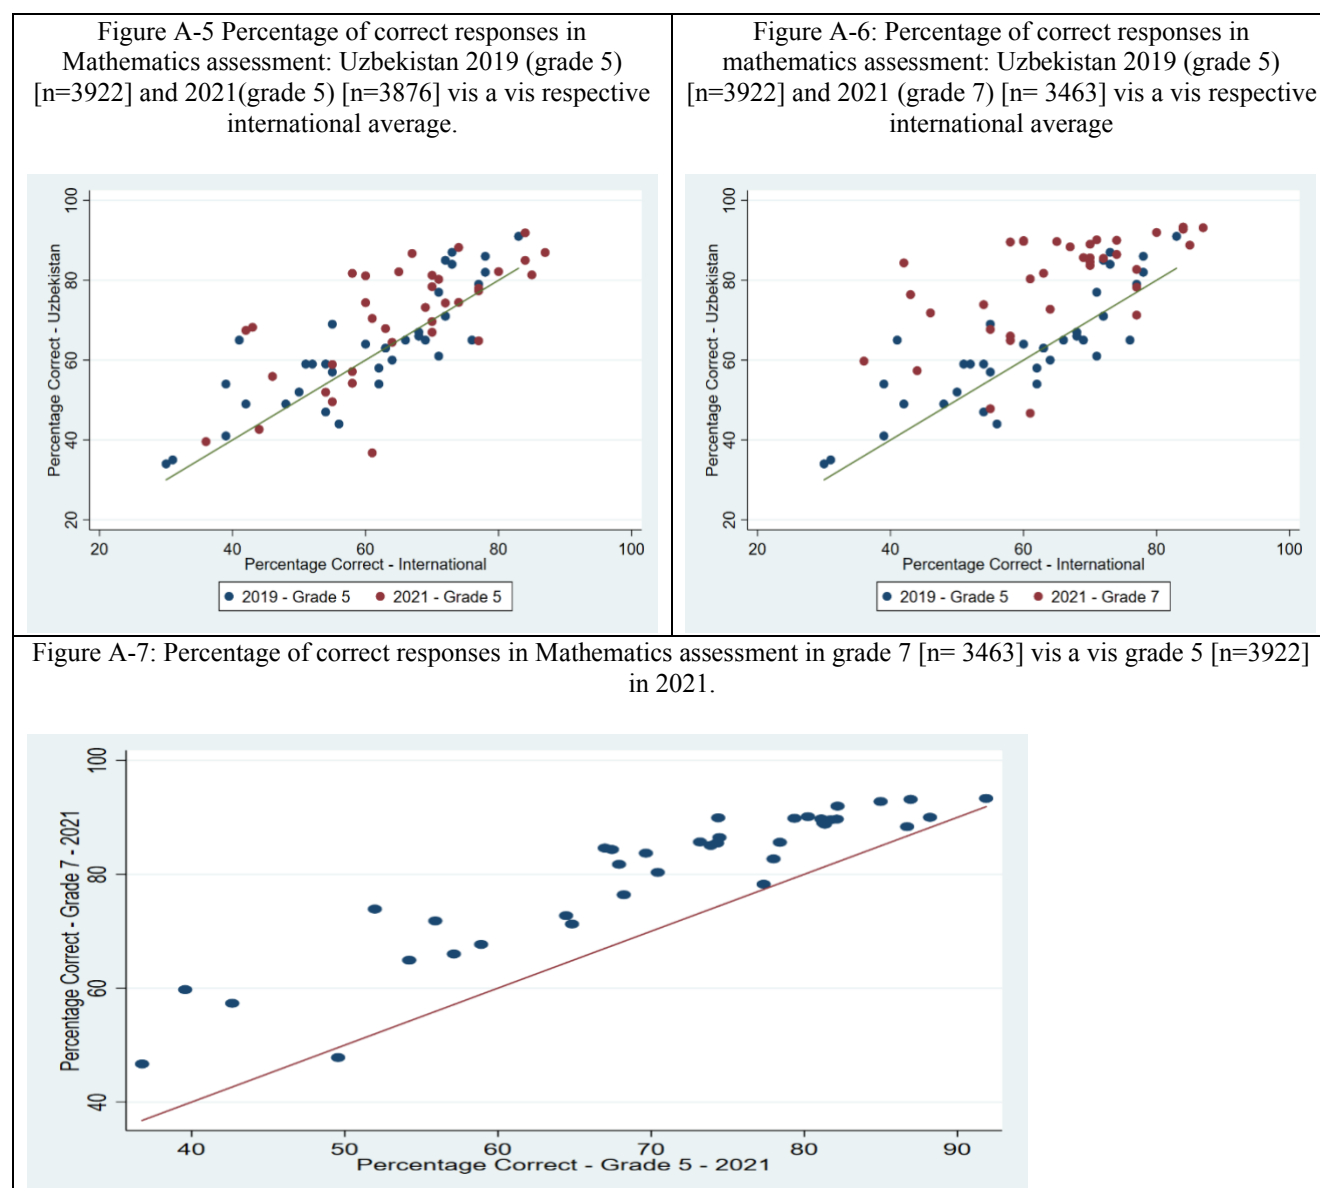 Figure A-5 Percentage of correct responses in
Mathematics assessment: Uzbekistan 2019 (grade 5)
[n=3922] and 2021(grade 5) [n=3876] vis a vis respective
international average.
100
80
60
40
20
Percentage Correct - Uzbekistan
20 40 60 80 100
Percentage Correct - International
2019 - Grade 5 2021 - Grade 5
Figure A-6: Percentage of correct responses in
mathematics assessment: Uzbekistan 2019 (grade 5)
[n=3922] and 2021 (grade 7) [n= 3463] vis a vis respective
international average
100
80
60
40
20
Percentage Correct - Uzbekistan
20 40 60 80 100
Percentage Correct - International
2019 - Grade 5 2021 - Grade 7
Figure A-7: Percentage of correct responses in Mathematics assessment in grade 7 [n= 3463] vis a vis grade 5 [n=3922]
in 2021.
100
80
60
40
Percentage Correct - Grade 7 - 2021
40 50 60 70 80 90
Percentage Correct - Grade 5 - 2021